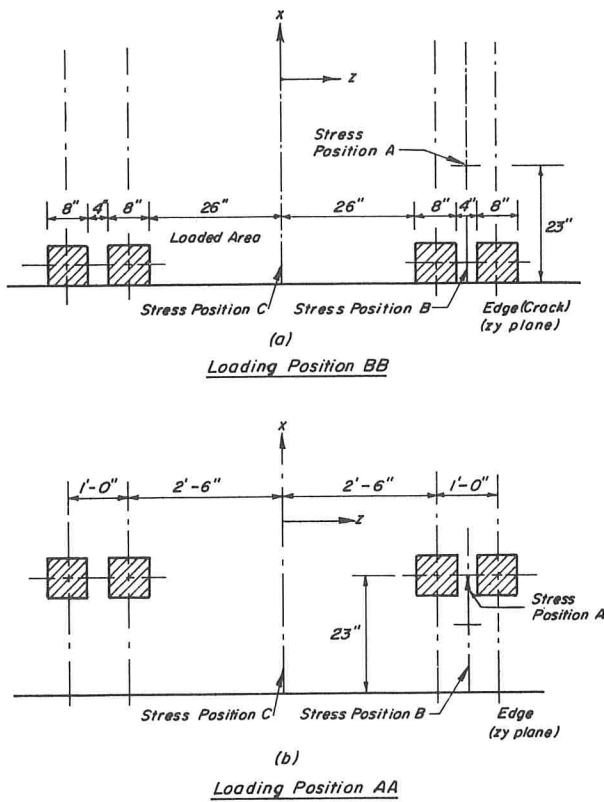 X
Z
Stress
Position A
8" 4" 8" 26" 26" 8" 4" 8"
23"
Loaded Area
Stress Position C Stress Position B Edge (Crack)
(zy plane)
(a)
Loading Position BB
X
1'-0" 2'-6" 2'-6" 1'-0"
Z
Stress
Position A
23"
Stress Position C Stress Position B Edge
(zy plane)
(b)
Loading Position AA